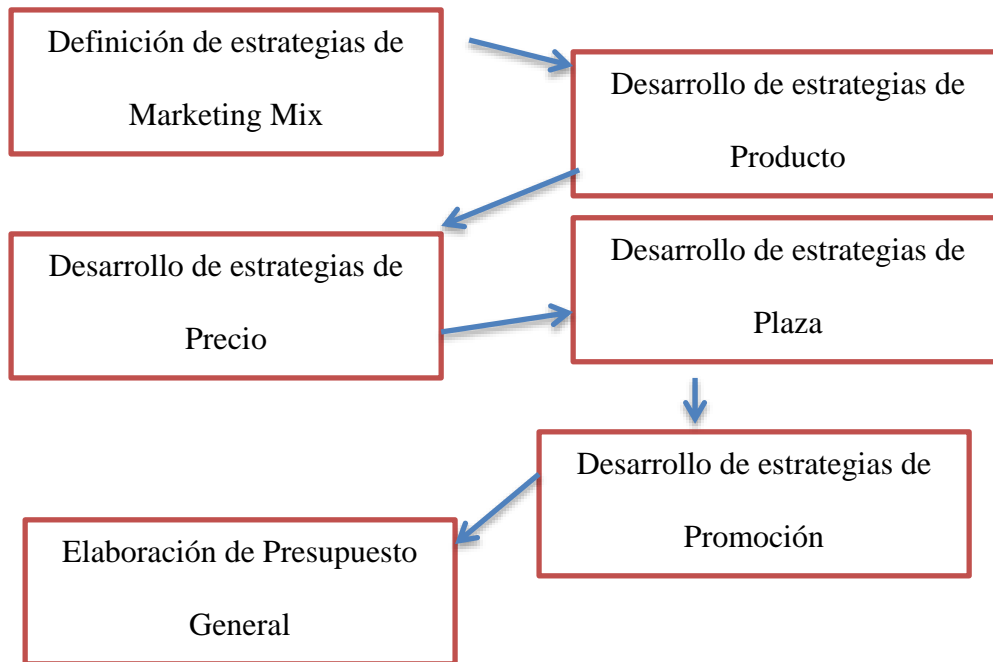 Definición de estrategias de
Marketing Mix
Desarrollo de estrategias de
Producto
Desarrollo de estrategias de
Precio
Desarrollo de estrategias de
Plaza
Desarrollo de estrategias de
Promoción
Elaboración de Presupuesto
General